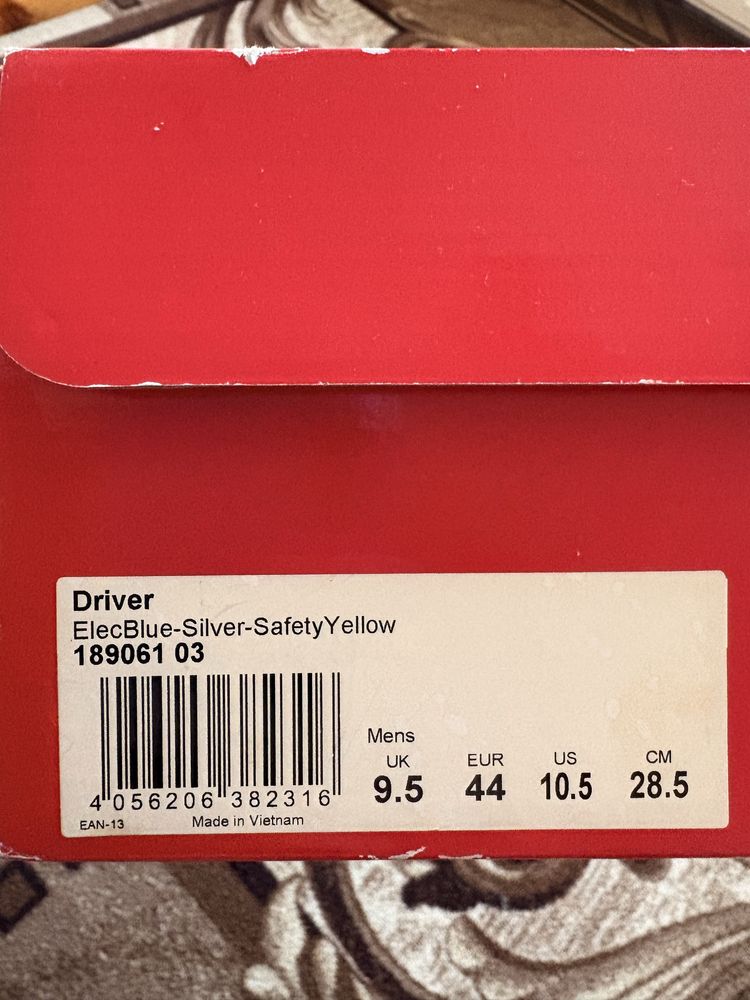 Driver
ElecBlue-Silver-SafetyYellow
189061 03
Mens
UK EUR US CM
9.5 44 10.5 28.5
4 056206 382316
EAN-13 Made in Vietnam